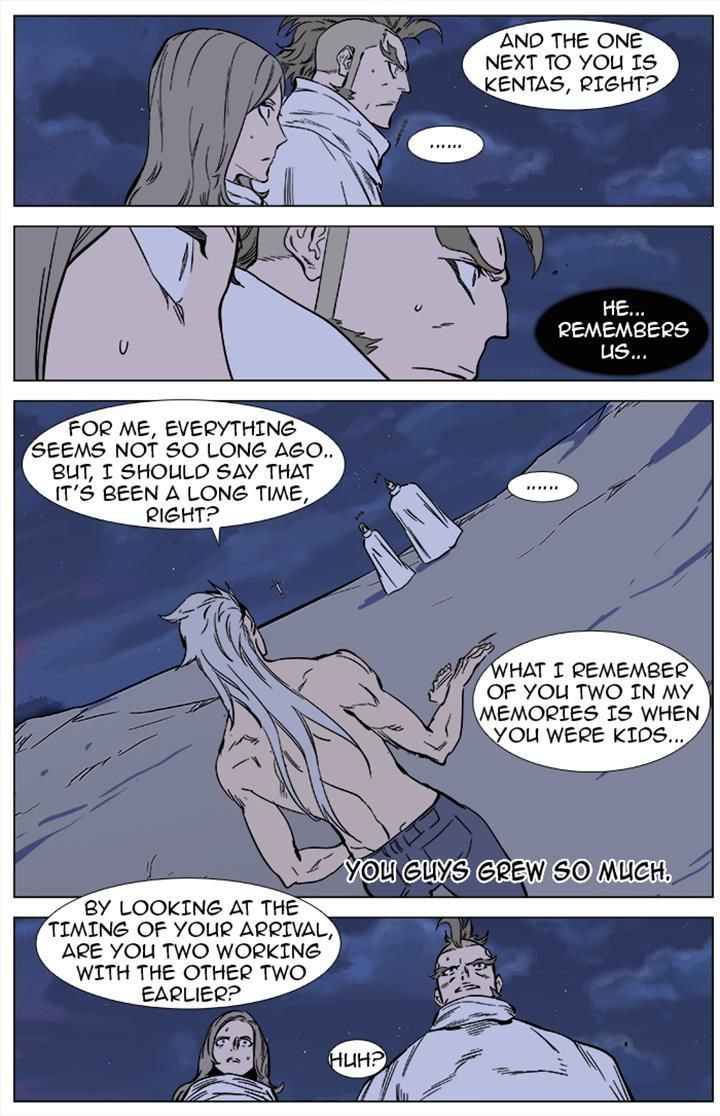 AND THE ONE
NEXT TO YOU IS
KENTAS, RIGHT?
......
HE...
REMEMBERS
US...
FOR ME, EVERYTHING
SEEMS NOT SO LONG AGO..
BUT, I SHOULD SAY THAT
IT'S BEEN A LONG TIME,
RIGHT?
......
WHAT I REMEMBER
OF YOU TWO IN MY
MEMORIES IS WHEN
YOU WERE KIDS...
YOU GUYS GREW SO MUCH.
BY LOOKING AT THE
TIMING OF YOUR ARRIVAL,
ARE YOU TWO WORKING
WITH THE OTHER TWO
EARLIER?
HUH?